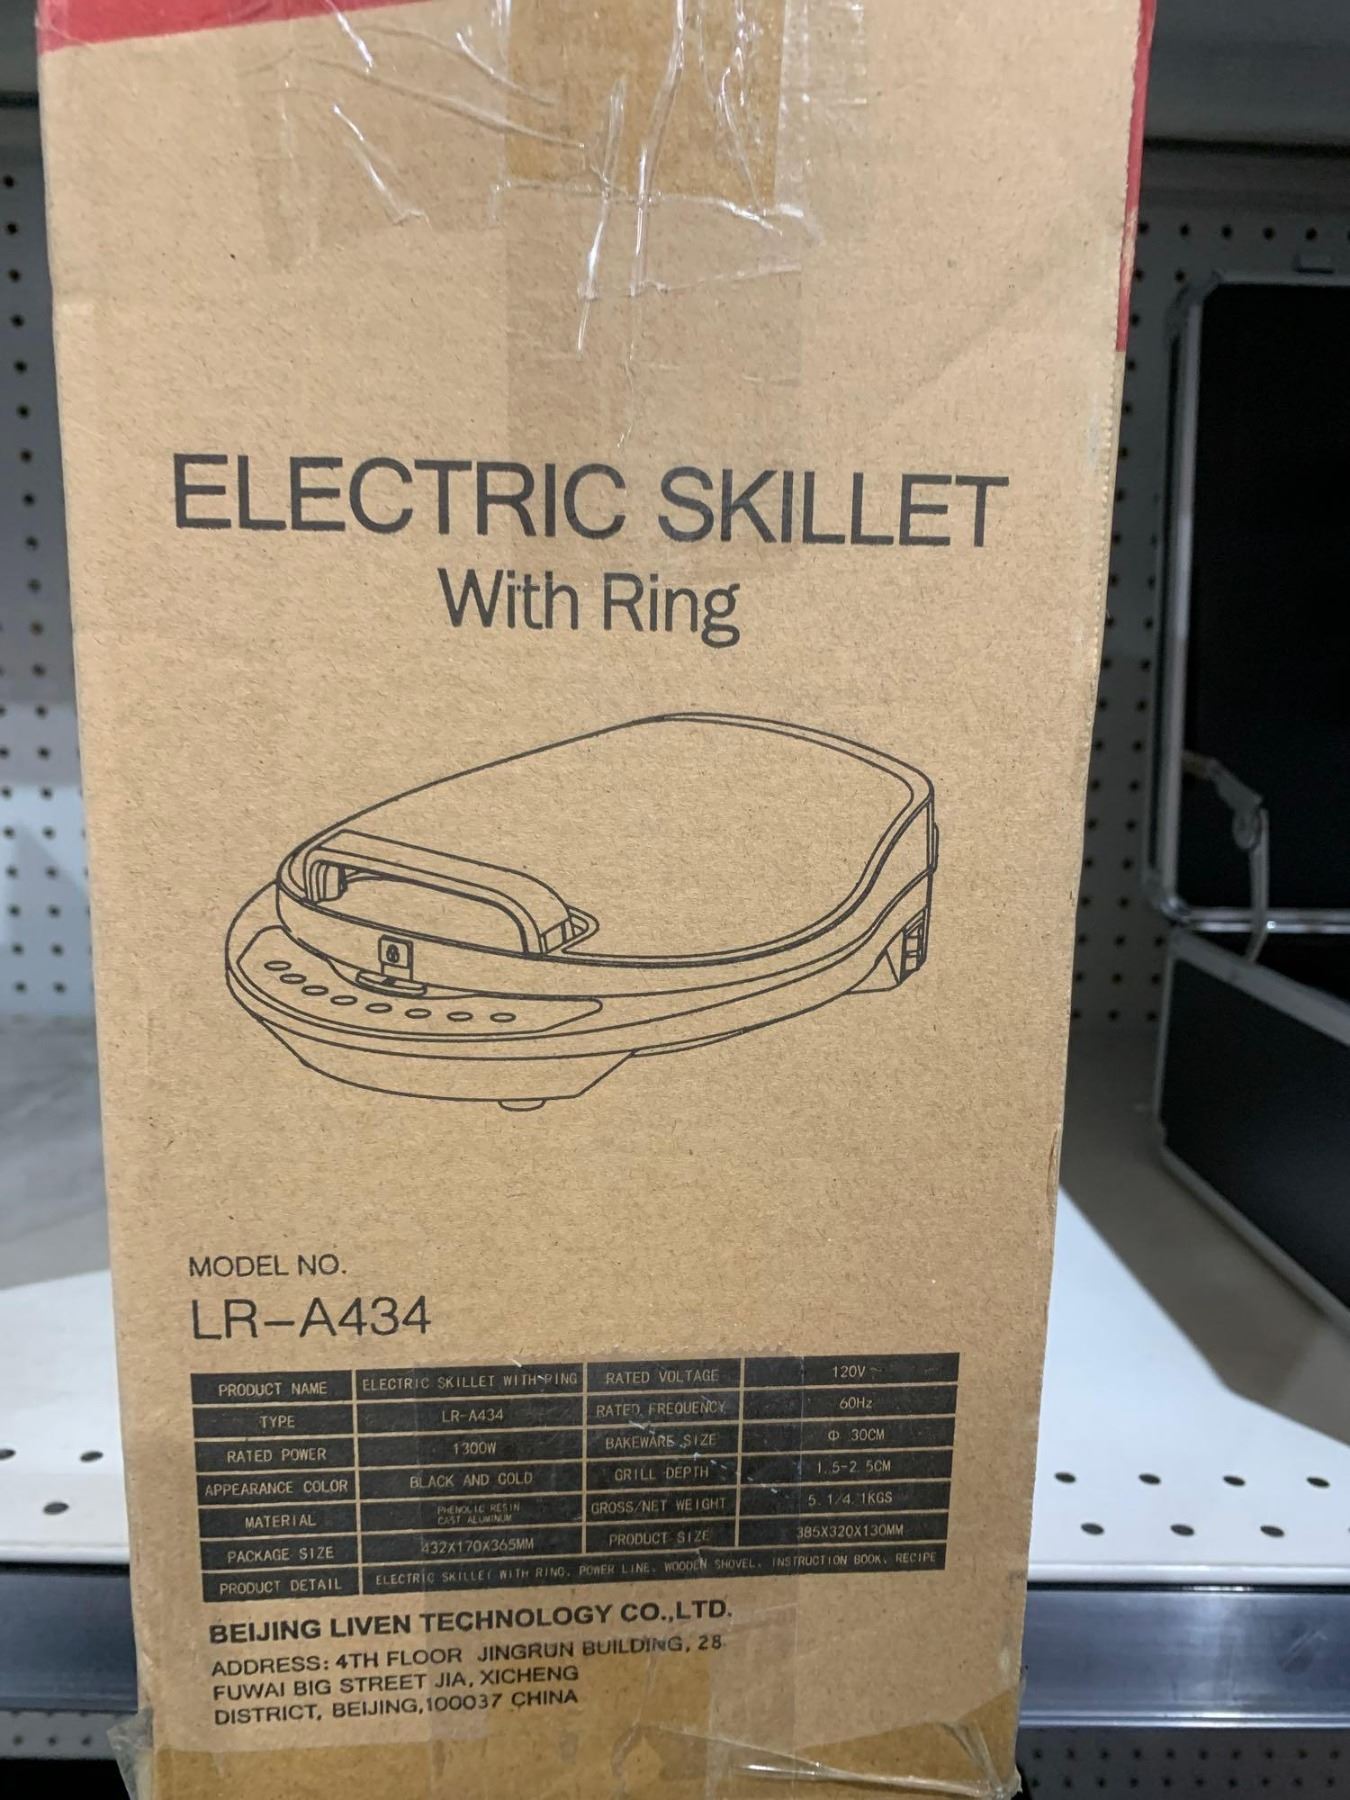 ELECTRIC SKILLET
With Ring
MODEL NO.
LR-A434
PRODUCT NAME ELECTRIC SKILLET WITH RING RATED VOLTAGE 120V~
TYPE LR-A434 RATED FREQUENCY 60Hz
RATED POWER 1300W BAKEWARE SIZE Φ 30CM
APPEARANCE COLOR BLACK AND GOLD GRILL DEPTH 1.5-2.5CM
MATERIAL PHENOLIC RESIN CAST ALUMINUM GROSS/NET WEIGHT 5.1/4.1KGS
PACKAGE SIZE 432X170X365MM PRODUCT SIZE 385X320X130MM
PRODUCT DETAIL ELECTRIC SKILLET WITH RING, POWER LINE, WOODEN SHOVEL, INSTRUCTION BOOK, RECIPE
BEIJING LIVEN TECHNOLOGY CO.,LTD.
ADDRESS: 4TH FLOOR JINGRUN BUILDING, 28
FUWAI BIG STREET JIA, XICHENG
DISTRICT, BEIJING,100037 CHINA